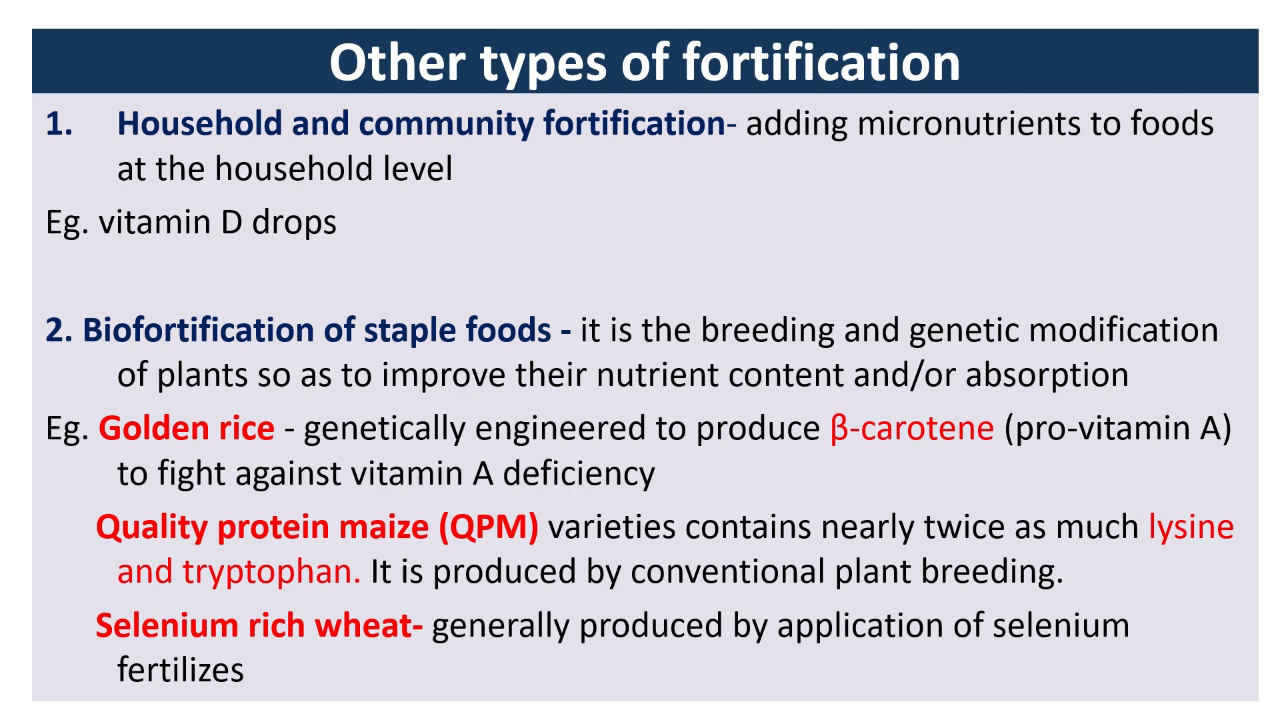 Other types of fortification
1. Household and community fortification- adding micronutrients to foods
at the household level
Eg. vitamin D drops
2. Biofortification of staple foods - it is the breeding and genetic modification
of plants so as to improve their nutrient content and/or absorption
Eg. Golden rice - genetically engineered to produce β-carotene (pro-vitamin A)
to fight against vitamin A deficiency
Quality protein maize (QPM) varieties contains nearly twice as much lysine
and tryptophan. It is produced by conventional plant breeding.
Selenium rich wheat- generally produced by application of selenium
fertilizes